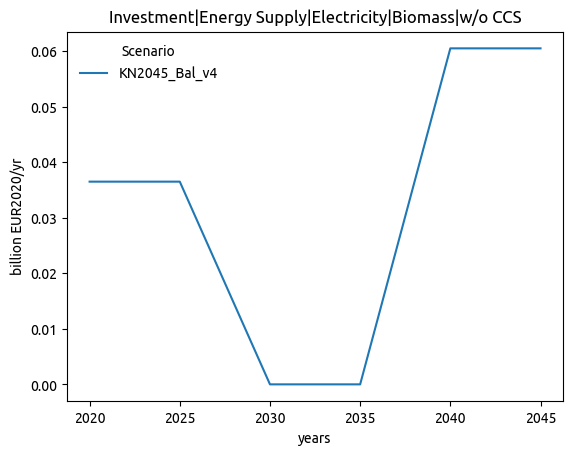 Investment|Energy Supply|Electricity|Biomass|w/o CCS
Scenario
KN2045_Bal_v4
billion EUR2020/yr
0.06
0.05
0.04
0.03
0.02
0.01
0.00
2020 2025 2030 2035 2040 2045
years